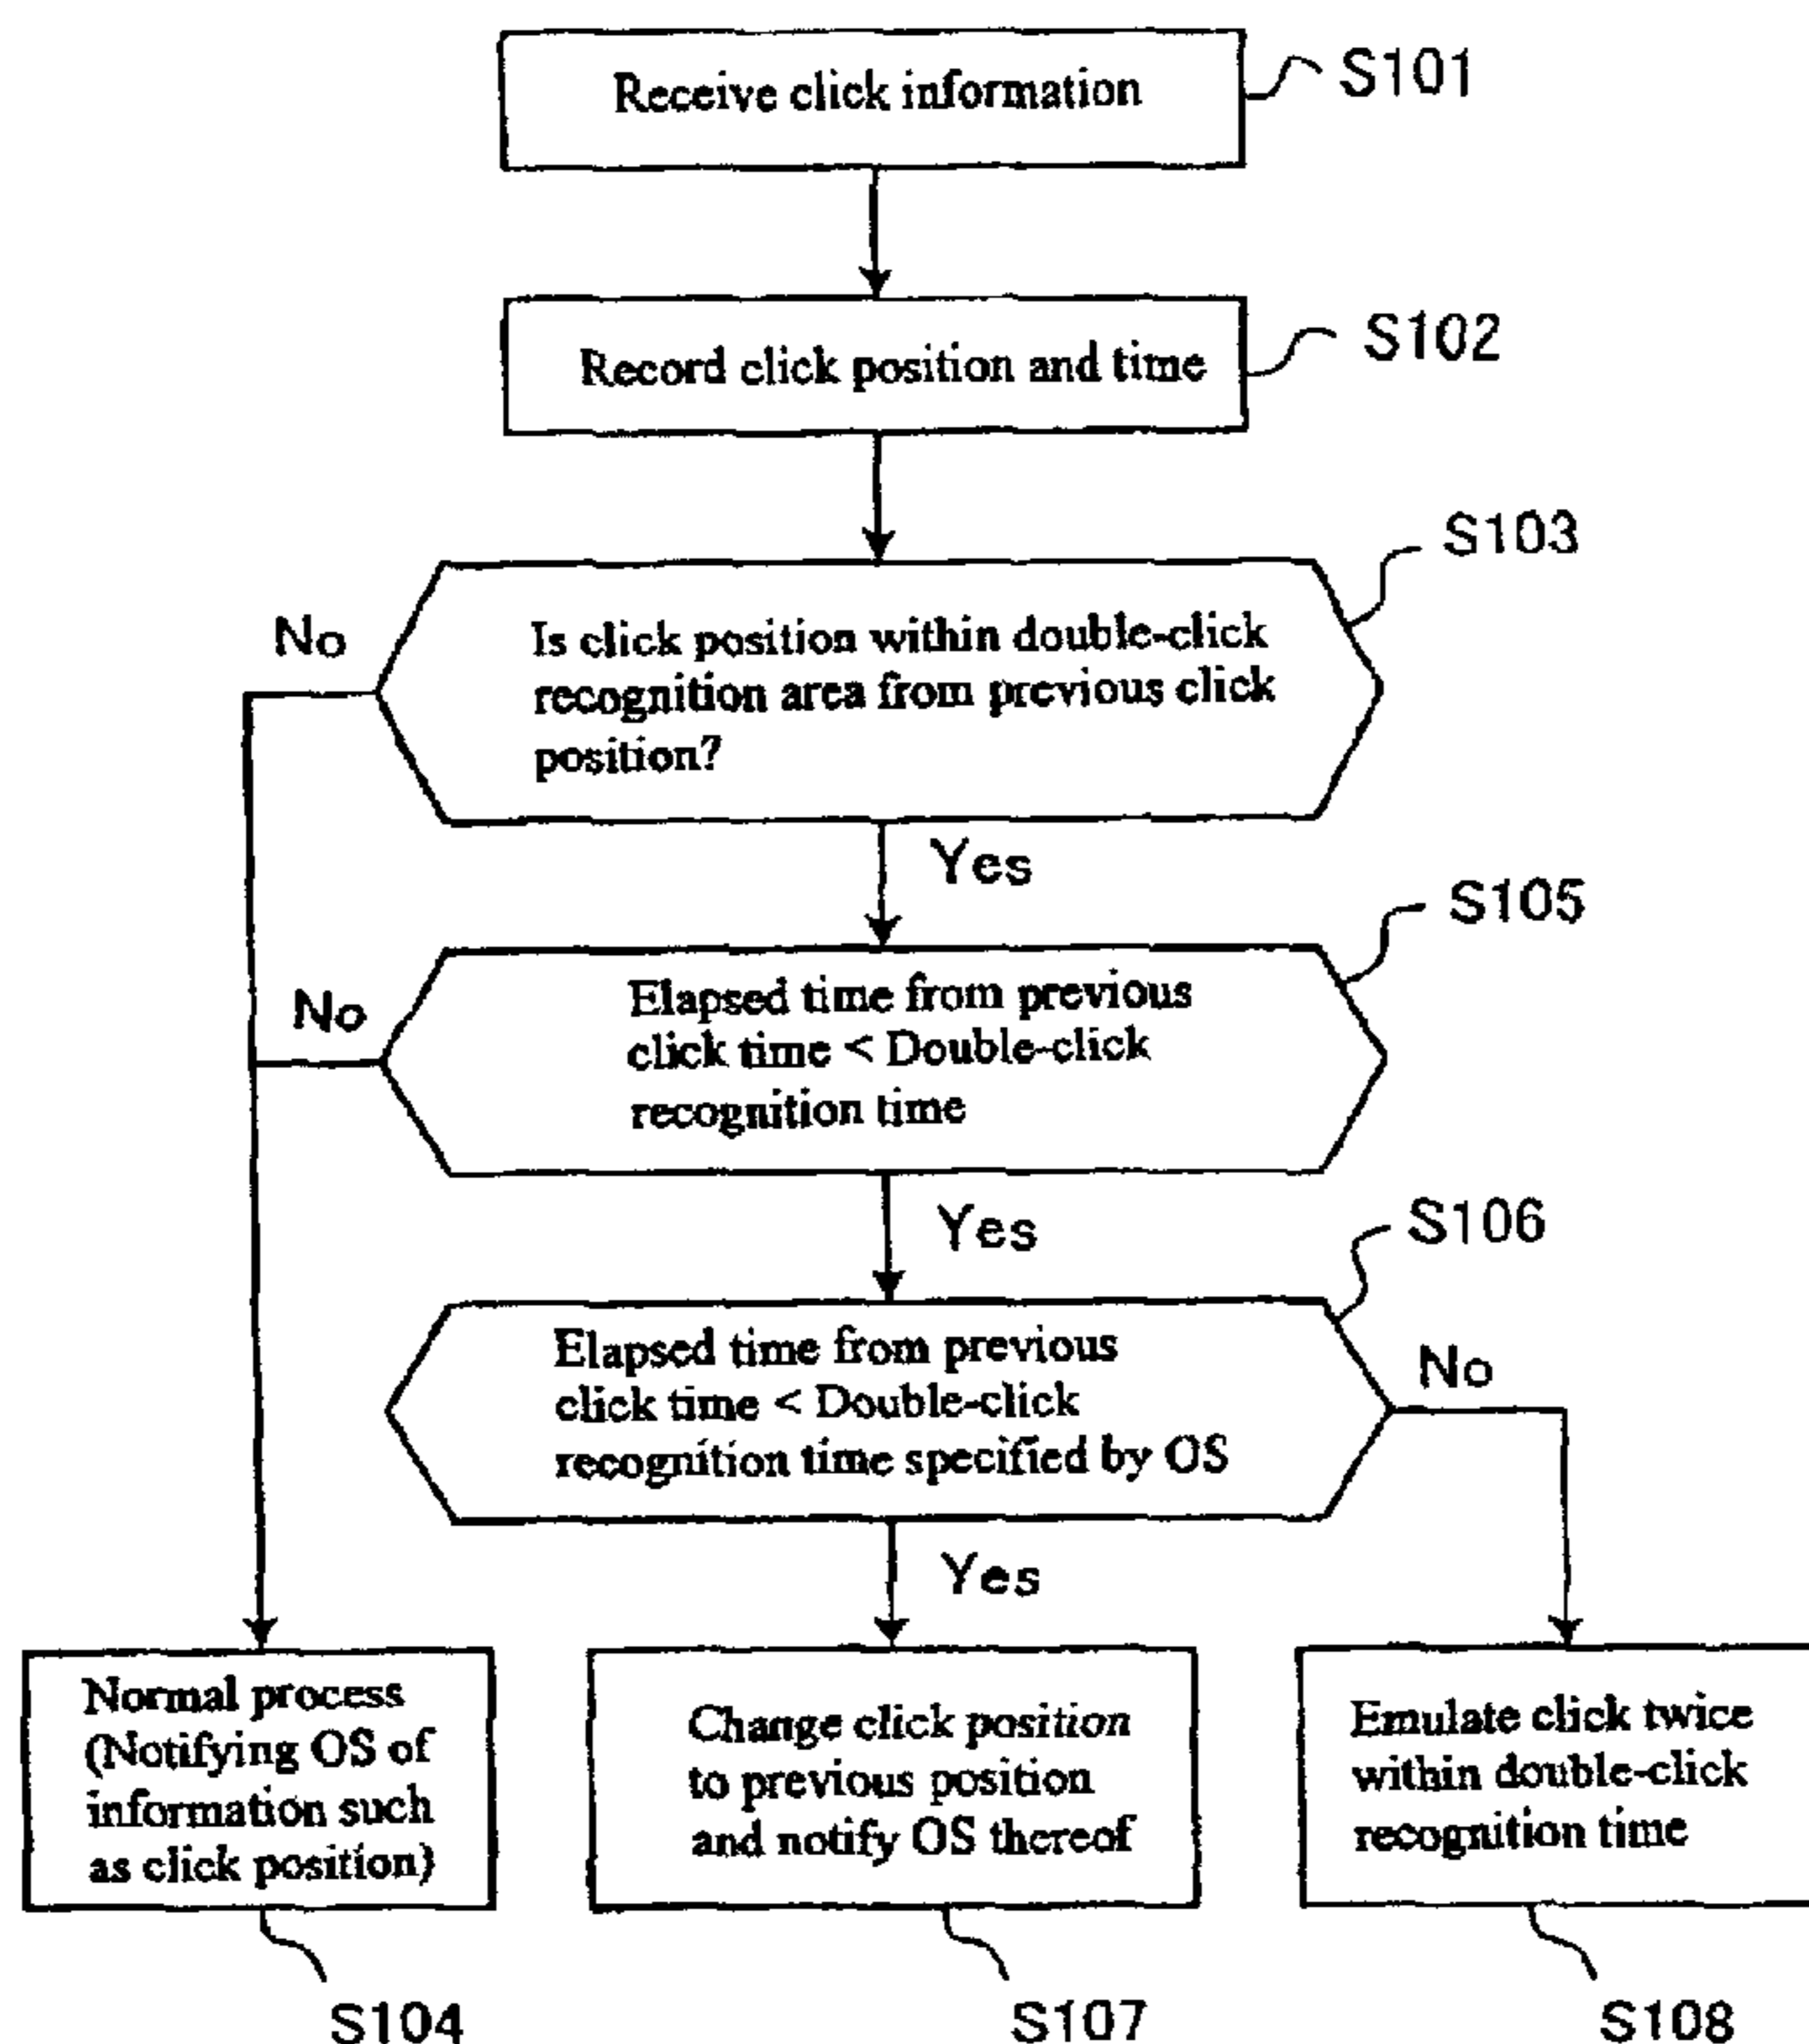 Receive click information
S101
Record click position and time
S102
S103
No
Is click position within double-click
recognition area from previous click
position?
Yes
S105
No
Elapsed time from previous
click time < Double-click
recognition time
Yes
S106
Elapsed time from previous
click time < Double-click
recognition time specified by OS
No
Yes
Normal process
(Notifying OS of
information such
as click position)
Change click position
to previous position
and notify OS thereof
Emulate click twice
within double-click
recognition time
S104
S107
S108